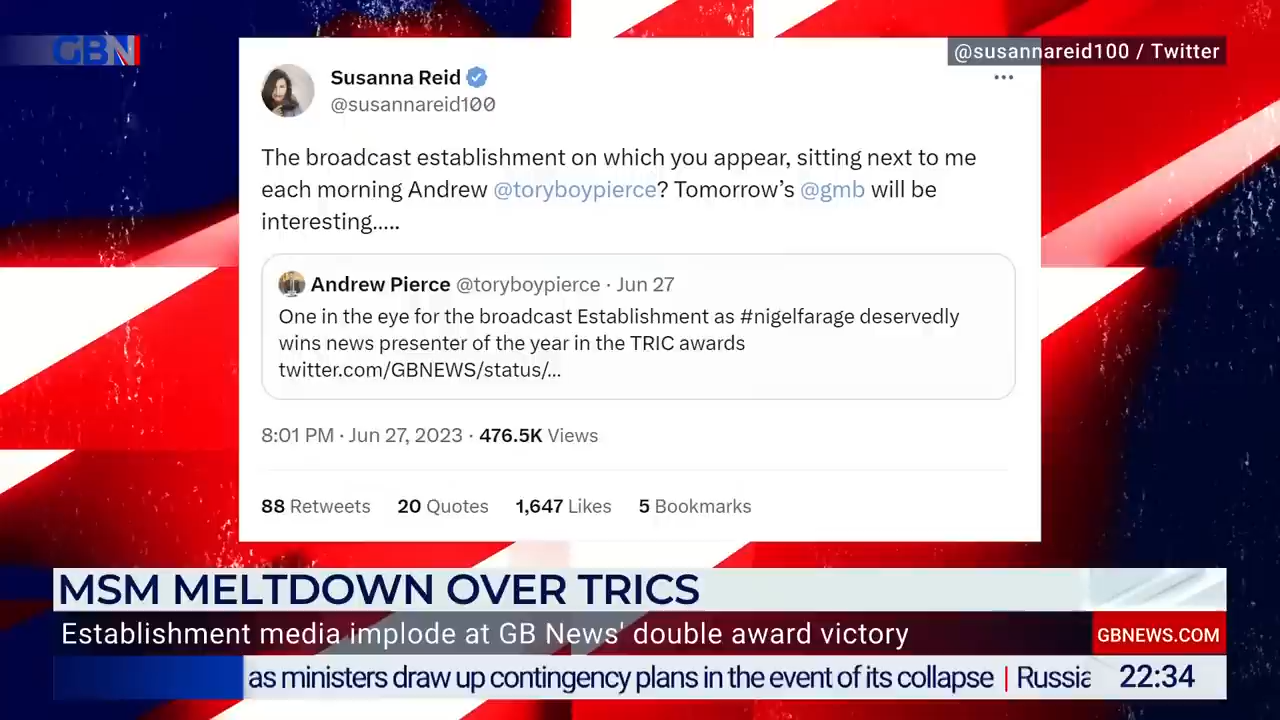 GBN
@susannareid100 / Twitter
Susanna Reid
@susannareid100
The broadcast establishment on which you appear, sitting next to me
each morning Andrew @toryboypierce? Tomorrow's @gmb will be
interesting.....
Andrew Pierce @toryboypierce · Jun 27
One in the eye for the broadcast Establishment as #nigelfarage deservedly
wins news presenter of the year in the TRIC awards
twitter.com/GBNEWS/status/...
8:01 PM · Jun 27, 2023 · 476.5K Views
88 Retweets 20 Quotes 1,647 Likes 5 Bookmarks
MSM MELTDOWN OVER TRICS
Establishment media implode at GB News' double award victory
GBNEWS.COM
as ministers draw up contingency plans in the event of its collapse | Russia
22:34